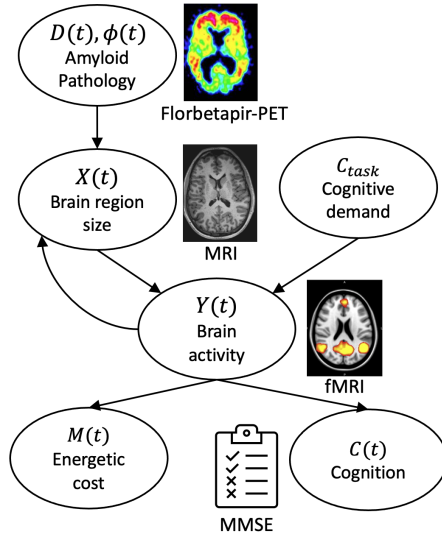 D(t), ϕ(t)
Amyloid
Pathology
Florbetapir-PET
X(t)
Brain region
size
MRI
C_task
Cognitive
demand
Y(t)
Brain
activity
fMRI
M(t)
Energetic
cost
MMSE
C(t)
Cognition